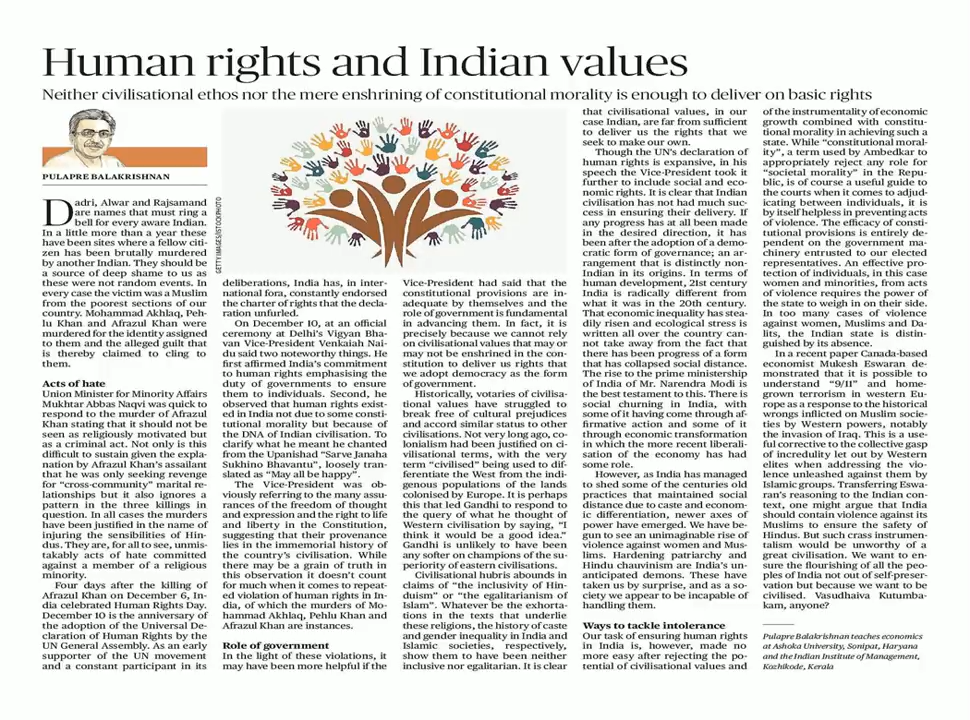 Human rights and Indian values
Neither civilisational ethos nor the mere enshrining of constitutional morality is enough to deliver on basic rights
PULAPRE BALAKRISHNAN
Dadri, Alwar and Rajsamand
are names that must ring a
bell for every aware Indian.
In a little more than a year these
have been sites where a fellow citi-
zen has been brutally murdered
by another Indian. They should be
a source of deep shame to us as
these were not random events. In
every case the victim was a Muslim
from the poorest sections of our
country. Mohammad Akhlaq, Peh-
lu Khan and Afrazul Khan were
murdered for the identity assigned
to them and the alleged guilt that
is thereby claimed to cling to
them.
Acts of hate
Union Minister for Minority Affairs
Mukhtar Abbas Naqvi was quick to
respond to the murder of Afrazul
Khan stating that it should not be
seen as religiously motivated but
as a criminal act. Not only is this
difficult to sustain given the expla-
nation by Afrazul Khan's assailant
that he was only seeking revenge
for "cross-community" marital re-
lationships but it also ignores a
pattern in the three killings in
question. In all cases the murders
have been justified in the name of
injuring the sensibilities of Hin-
dus. They are, for all to see, unmis-
takably acts of hate committed
against a member of a religious
minority.
Four days after the killing of
Afrazul Khan on December 6, In-
dia celebrated Human Rights Day.
December 10 is the anniversary of
the adoption of the Universal De-
claration of Human Rights by the
UN General Assembly. As an early
supporter of the UN movement
and a constant participant in its
GETTY IMAGES/ISTOCKPHOTO
deliberations, India has, in inter-
national fora, constantly endorsed
the charter of rights that the decla-
ration unfurled.
On December 10, at an official
ceremony at Delhi's Vigyan Bha-
van Vice-President Venkaiah Nai-
du said two noteworthy things. He
first affirmed India's commitment
to human rights emphasising the
duty of governments to ensure
them to individuals. Second, he
observed that human rights exist-
ed in India not due to some consti-
tutional morality but because of
the DNA of Indian civilisation. To
clarify what he meant he chanted
from the Upanishad "Sarve Janaha
Sukhino Bhavantu", loosely tran-
slated as "May all be happy".
The Vice-President was ob-
viously referring to the many assu-
rances of the freedom of thought
and expression and the right to life
and liberty in the Constitution,
suggesting that their provenance
lies in the immemorial history of
the country's civilisation. While
there may be a grain of truth in
this observation it doesn't count
for much when it comes to repeat-
ed violation of human rights in In-
dia, of which the murders of Mo-
hammad Akhlaq, Pehlu Khan and
Afrazul Khan are instances.
Role of government
In the light of these violations, it
may have been more helpful if the
Vice-President had said that the
constitutional provisions are in-
adequate by themselves and the
role of government is fundamental
in advancing them. In fact, it is
precisely because we cannot rely
on civilisational values that may or
may not be enshrined in the con-
stitution to deliver us rights that
we adopt democracy as the form
of government.
Historically, votaries of civilisa-
tional values have struggled to
break free of cultural prejudices
and accord similar status to other
civilisations. Not very long ago, co-
lonialism had been justified on ci-
vilisational terms, with the very
term "civilised" being used to dif-
ferentiate the West from the indi-
genous populations of the lands
colonised by Europe. It is perhaps
this that led Gandhi to respond to
the query of what he thought of
Western civilisation by saying, "I
think it would be a good idea."
Gandhi is unlikely to have been
any softer on champions of the su-
periority of eastern civilisations.
Civilisational hubris abounds in
claims of "the inclusivity of Hin-
duism" or "the egalitarianism of
Islam". Whatever be the exhorta-
tions in the texts that underlie
these religions, the history of caste
and gender inequality in India and
Islamic societies, respectively,
show them to have been neither
inclusive nor egalitarian. It is clear
that civilisational values, in our
case Indian, are far from sufficient
to deliver us the rights that we
seek to make our own.
Though the UN's declaration of
human rights is expansive, in his
speech the Vice-President took it
further to include social and eco-
nomic rights. It is clear that Indian
civilisation has not had much suc-
cess in ensuring their delivery. If
any progress has at all been made
in the desired direction, it has
been after the adoption of a demo-
cratic form of governance; an ar-
rangement that is distinctly non-
Indian in its origins. In terms of
human development, 21st century
India is radically different from
what it was in the 20th century.
That economic inequality has stea-
dily risen and ecological stress is
written all over the country can-
not take away from the fact that
there has been progress of a form
that has collapsed social distance.
The rise to the prime ministership
of India of Mr. Narendra Modi is
the best testament to this. There is
social churning in India, with
some of it having come through af-
firmative action and some of it
through economic transformation
in which the more recent liberali-
sation of the economy has had
some role.
However, as India has managed
to shed some of the centuries old
practices that maintained social
distance due to caste and econom-
ic differentiation, newer axes of
power have emerged. We have be-
gun to see an unimaginable rise of
violence against women and Mus-
lims. Hardening patriarchy and
Hindu chauvinism are India's un-
anticipated demons. These have
taken us by surprise, and as a so-
ciety we appear to be incapable of
handling them.
Ways to tackle intolerance
Our task of ensuring human rights
in India is, however, made no
more easy after rejecting the po-
tential of civilisational values and
of the instrumentality of economic
growth combined with constitu-
tional morality in achieving such a
state. While "constitutional moral-
ity", a term used by Ambedkar to
appropriately reject any role for
"societal morality" in the Repu-
blic, is of course a useful guide to
the courts when it comes to adjud-
icating between individuals, it is
by itself helpless in preventing acts
of violence. The efficacy of consti-
tutional provisions is entirely de-
pendent on the government ma-
chinery entrusted to our elected
representatives. An effective pro-
tection of individuals, in this case
women and minorities, from acts
of violence requires the power of
the state to weigh in on their side.
In too many cases of violence
against women, Muslims and Da-
lits, the Indian state is distin-
guished by its absence.
In a recent paper Canada-based
economist Mukesh Eswaran de-
monstrated that it is possible to
understand "9/11" and home-
grown terrorism in western Eu-
rope as a response to the historical
wrongs inflicted on Muslim socie-
ties by Western powers, notably
the invasion of Iraq. This is a use-
ful corrective to the collective gasp
of incredulity let out by Western
elites when addressing the vio-
lence unleashed against them by
Islamic groups. Transferring Eswa-
ran's reasoning to the Indian con-
text, one might argue that India
should contain violence against its
Muslims to ensure the safety of
Hindus. But such crass instrumen-
talism would be unworthy of a
great civilisation. We want to en-
sure the flourishing of all the peo-
ples of India not out of self-preser-
vation but because we want to be
civilised. Vasudhaiva Kutumba-
kam, anyone?
Pulapre Balakrishnan teaches economics
at Ashoka University, Sonipat, Haryana
and the Indian Institute of Management,
Kozhikode, Kerala